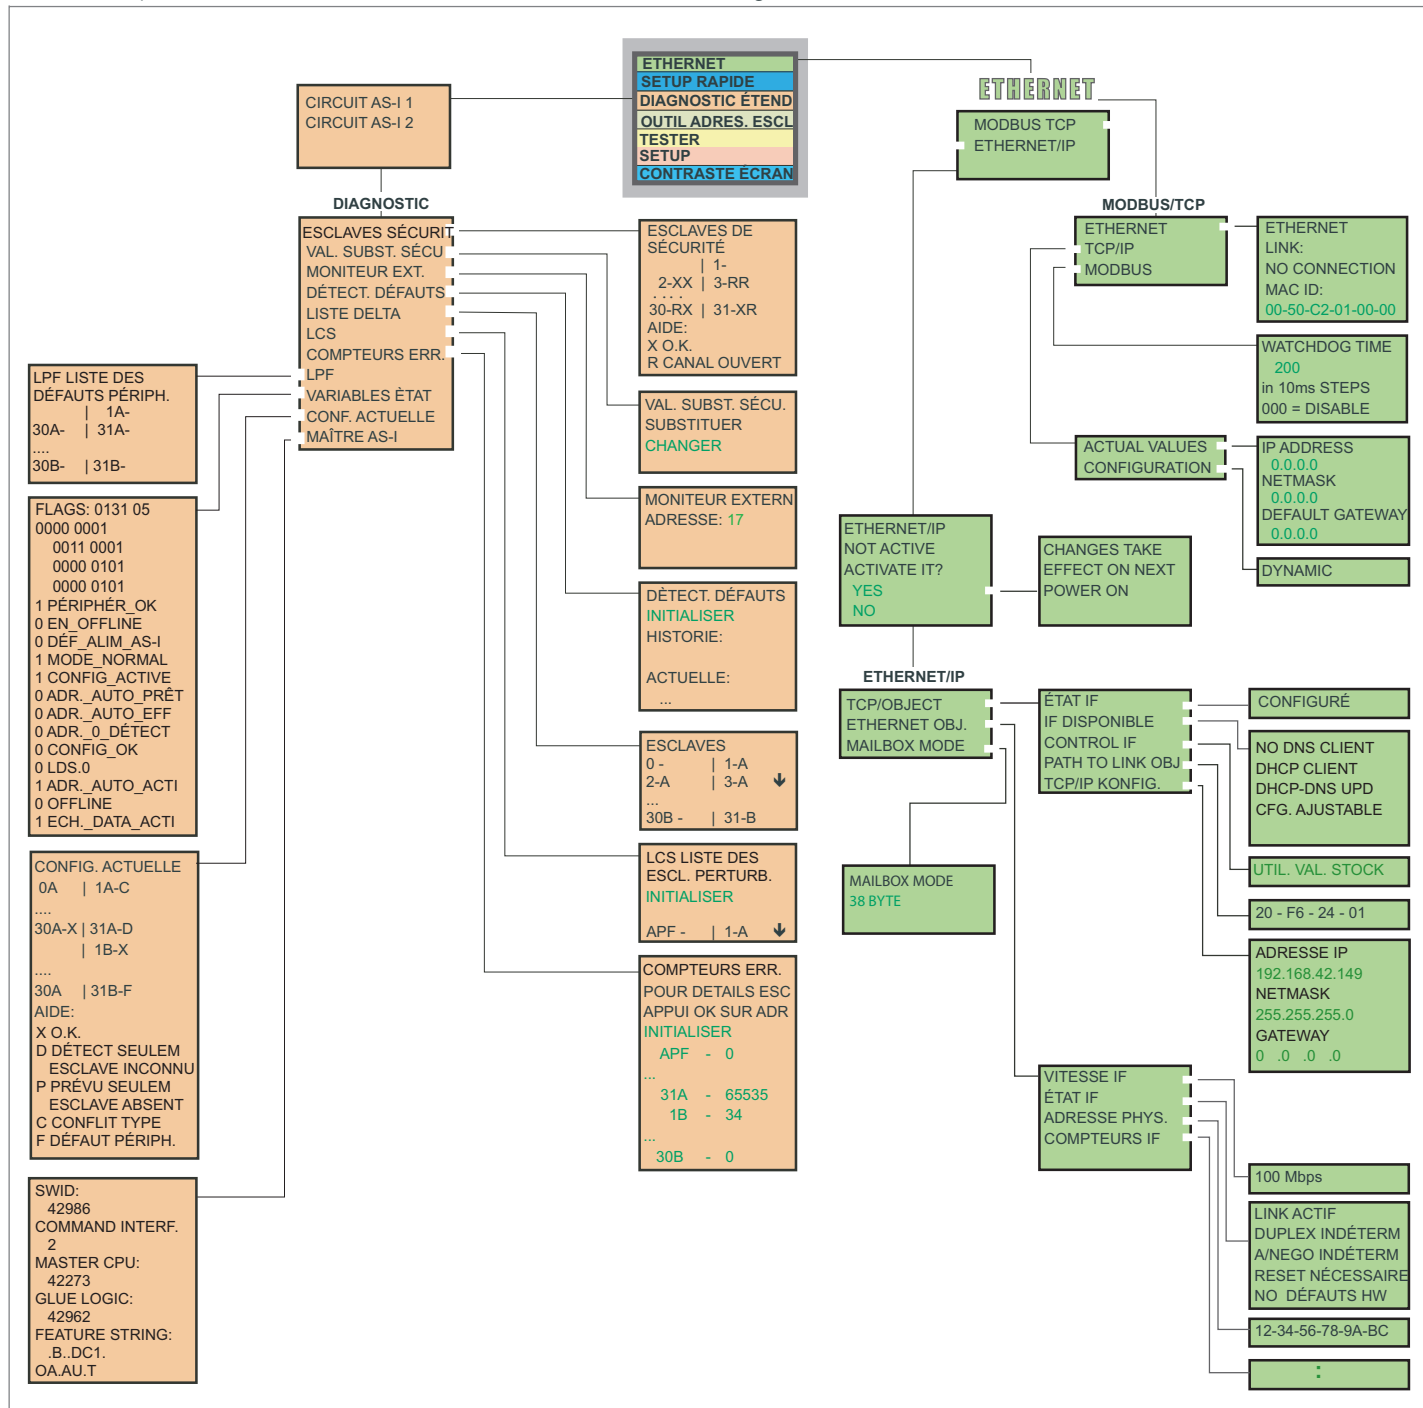 ETHERNET
SETUP RAPIDE
DIAGNOSTIC ÉTEND
OUTIL ADRES. ESCL
TESTER
SETUP
CONTRASTE ÉCRAN
CIRCUIT AS-I 1
CIRCUIT AS-I 2
DIAGNOSTIC
ESCLAVES SÉCURIT
VAL. SUBST. SÉCU
MONITEUR EXT.
DÉTECT. DÉFAUTS
LISTE DELTA
LCS
COMPTEURS ERR.
LPF
VARIABLES ÈTAT
CONF. ACTUELLE
MAÎTRE AS-I
LPF LISTE DES
DÉFAUTS PÉRIPH.
| 1A-
30A- | 31A-
....
30B- | 31B-
FLAGS: 0131 05
0000 0001
0011 0001
0000 0101
0000 0101
1 PÉRIPHÉR_OK
0 EN_OFFLINE
0 DÉF_ALIM_AS-I
1 MODE_NORMAL
1 CONFIG_ACTIVE
0 ADR._AUTO_PRÊT
0 ADR._AUTO_EFF
0 ADR._0_DÉTECT
0 CONFIG_OK
0 LDS.0
1 ADR._AUTO_ACTI
0 OFFLINE
1 ECH._DATA_ACTI
CONFIG. ACTUELLE
0A | 1A-C
....
30A-X | 31A-D
| 1B-X
....
30A | 31B-F
AIDE:
X O.K.
D DÉTECT SEULEM
ESCLAVE INCONNU
P PRÉVU SEULEM
ESCLAVE ABSENT
C CONFLIT TYPE
F DÉFAUT PÉRIPH.
SWID:
42986
COMMAND INTERF.
2
MASTER CPU:
42273
GLUE LOGIC:
42962
FEATURE STRING:
.B..DC1.
OA.AU.T
ESCLAVES DE
SÉCURITÉ
| 1-
2-XX | 3-RR
....
30-RX | 31-XR
AIDE:
X O.K.
R CANAL OUVERT
VAL. SUBST. SÉCU.
SUBSTITUER
CHANGER
MONITEUR EXTERN
ADRESSE: 17
DÈTECT. DÉFAUTS
INITIALISER
HISTORIE:
ACTUELLE:
...
ESCLAVES
0 - | 1-A
2-A | 3-A 🡻
...
30B - | 31-B
LCS LISTE DES
ESCL. PERTURB.
INITIALISER
APF - | 1-A 🡻
COMPTEURS ERR.
POUR DETAILS ESC
APPUI OK SUR ADR
INITIALISER
APF - 0
...
31A - 65535
1B - 34
...
30B - 0
ETHERNET
MODBUS TCP
ETHERNET/IP
MODBUS/TCP
ETHERNET
TCP/IP
MODBUS
ETHERNET
LINK:
NO CONNECTION
MAC ID:
00-50-C2-01-00-00
WATCHDOG TIME
200
in 10ms STEPS
000 = DISABLE
ACTUAL VALUES
CONFIGURATION
IP ADDRESS
0.0.0.0
NETMASK
0.0.0.0
DEFAULT GATEWAY
0.0.0.0
DYNAMIC
ETHERNET/IP
NOT ACTIVE
ACTIVATE IT?
YES
NO
CHANGES TAKE
EFFECT ON NEXT
POWER ON
ETHERNET/IP
TCP/OBJECT
ETHERNET OBJ.
MAILBOX MODE
MAILBOX MODE
38 BYTE
ÉTAT IF
IF DISPONIBLE
CONTROL IF
PATH TO LINK OBJ
TCP/IP KONFIG.
CONFIGURÉ
NO DNS CLIENT
DHCP CLIENT
DHCP-DNS UPD
CFG. AJUSTABLE
UTIL. VAL. STOCK
20 - F6 - 24 - 01
ADRESSE IP
192.168.42.149
NETMASK
255.255.255.0
GATEWAY
0 .0 .0 .0
VITESSE IF
ÉTAT IF
ADRESSE PHYS.
COMPTEURS IF
100 Mbps
LINK ACTIF
DUPLEX INDÉTERM
A/NEGO INDÉTERM
RESET NÉCESSAIRE
NO DÉFAUTS HW
12-34-56-78-9A-BC
: